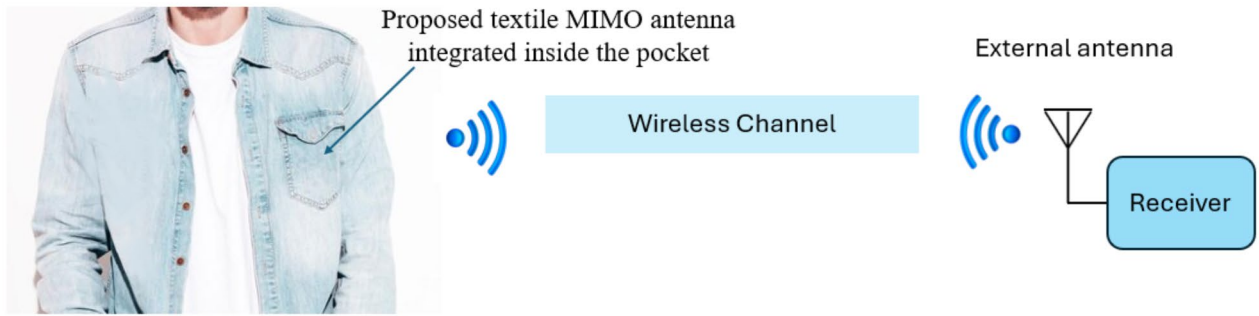 Proposed textile MIMO antenna
integrated inside the pocket
External antenna
Wireless Channel
Receiver